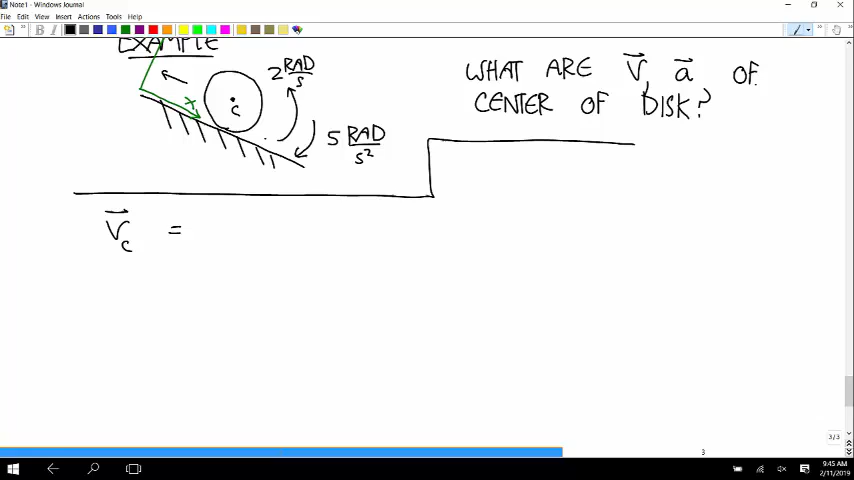 Note1 - Windows Journal
File Edit View Insert Actions Tools Help
B I
EXAMPLE
2 RAD/S
WHAT ARE V⃗, a⃗ OF
CENTER OF DISK?
x
c
5 RAD/S²
V⃗c =
3/3
3
9:45 AM
2/11/2019